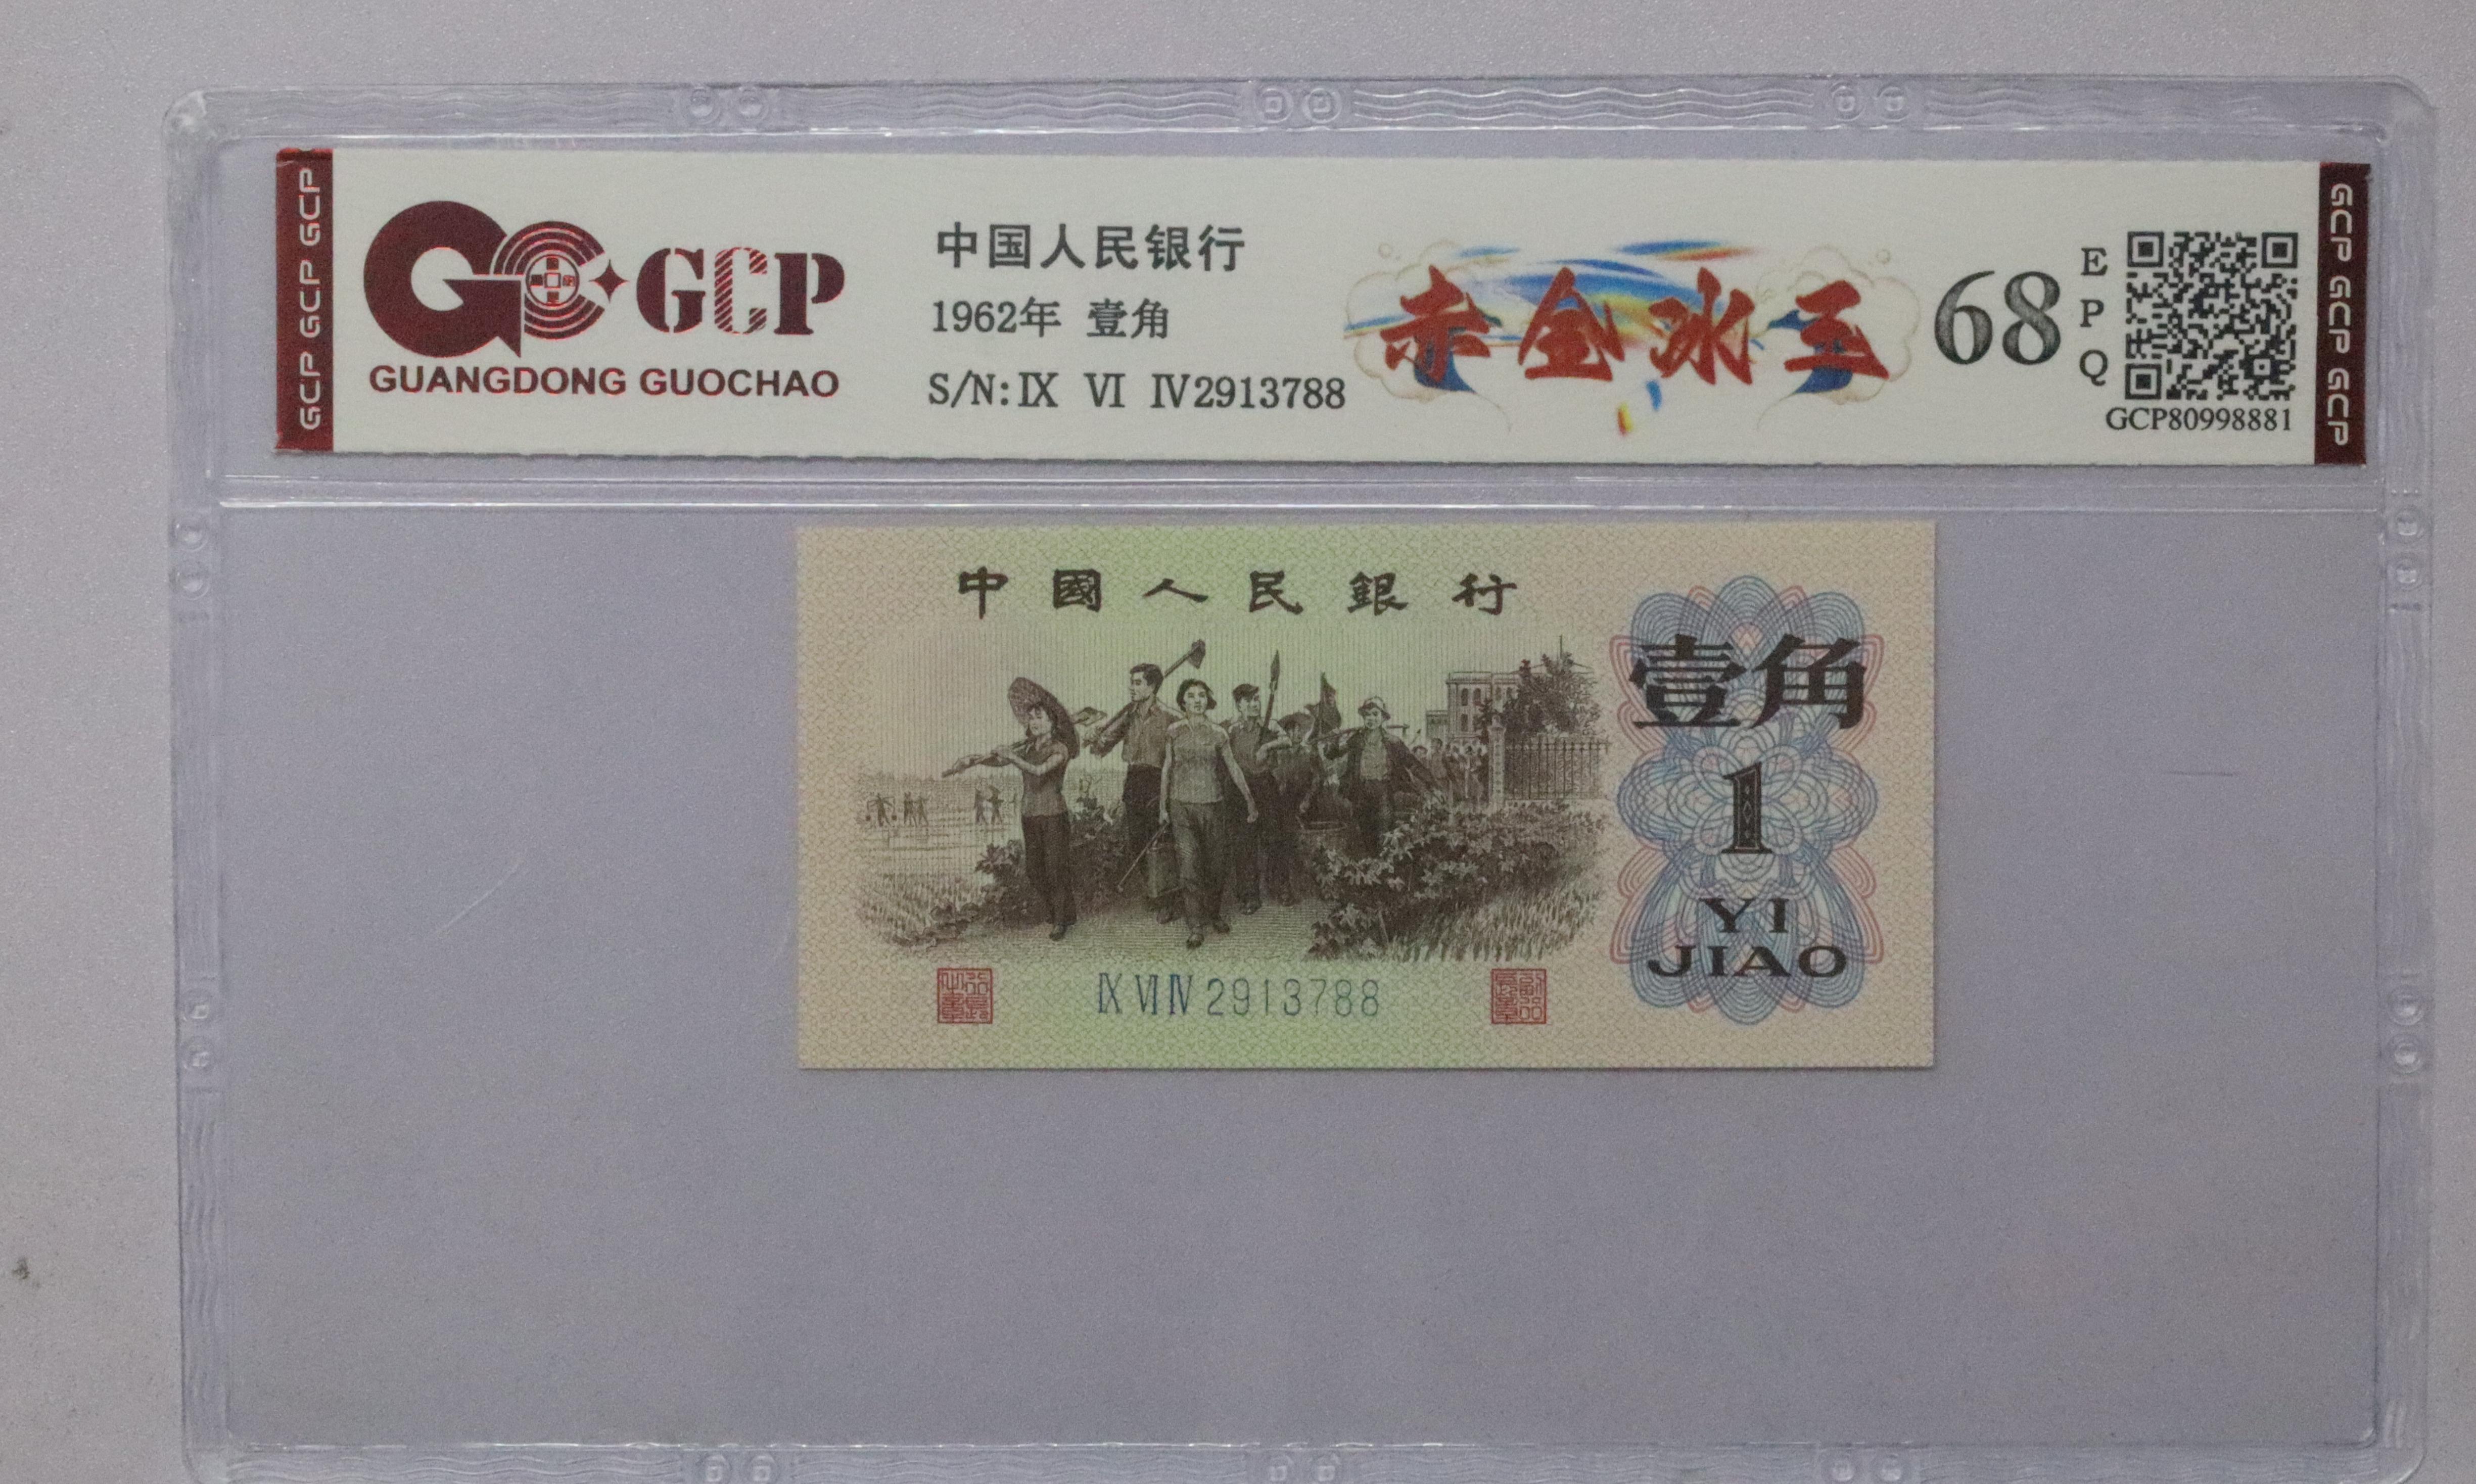 GCP GCP GCP
GCP
GUANGDONG GUOCHAO
中国人民银行
1962年 壹角
S/N:Ⅸ Ⅵ Ⅳ2913788
赤金冰王
68
E
P
Q
GCP80998881
GCP GCP GCP
中國人民銀行
壹角
1
YI
JIAO
Ⅸ Ⅵ Ⅳ 2913788